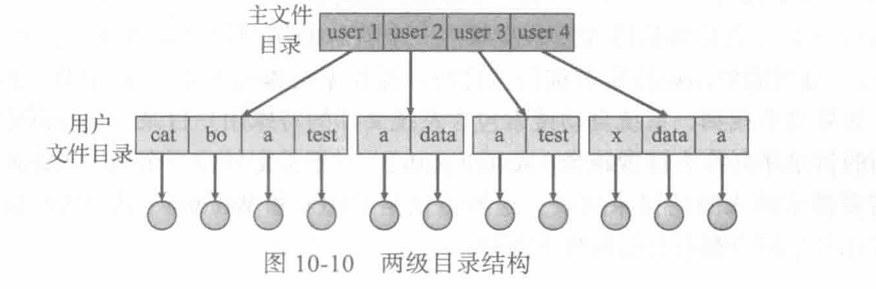 主文件
目录
user 1 user 2 user 3 user 4
用户
文件目录
cat bo a test a data a test x data a
图 10-10 两级目录结构